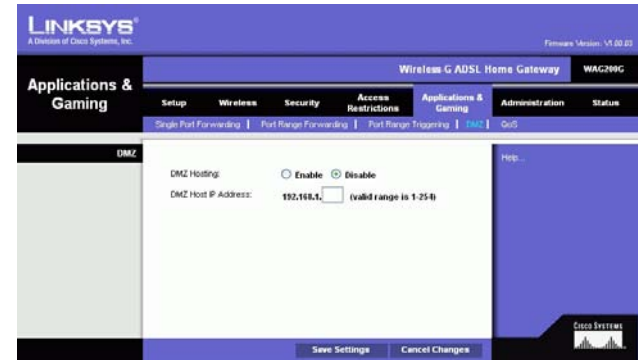 LINKSYS®
A Division of Cisco Systems, Inc.
Firmware Version: V1.00.03
Wireless-G ADSL Home Gateway WAG200G
Applications & Gaming
Setup Wireless Security Access Restrictions Applications & Gaming Administration Status
Single Port Forwarding | Port Range Forwarding | Port Range Triggering | DMZ | QoS
DMZ
Help...
DMZ Hosting: Enable Disable
DMZ Host IP Address: 192.168.1. (valid range is 1-254)
Save Settings Cancel Changes
CISCO SYSTEMS